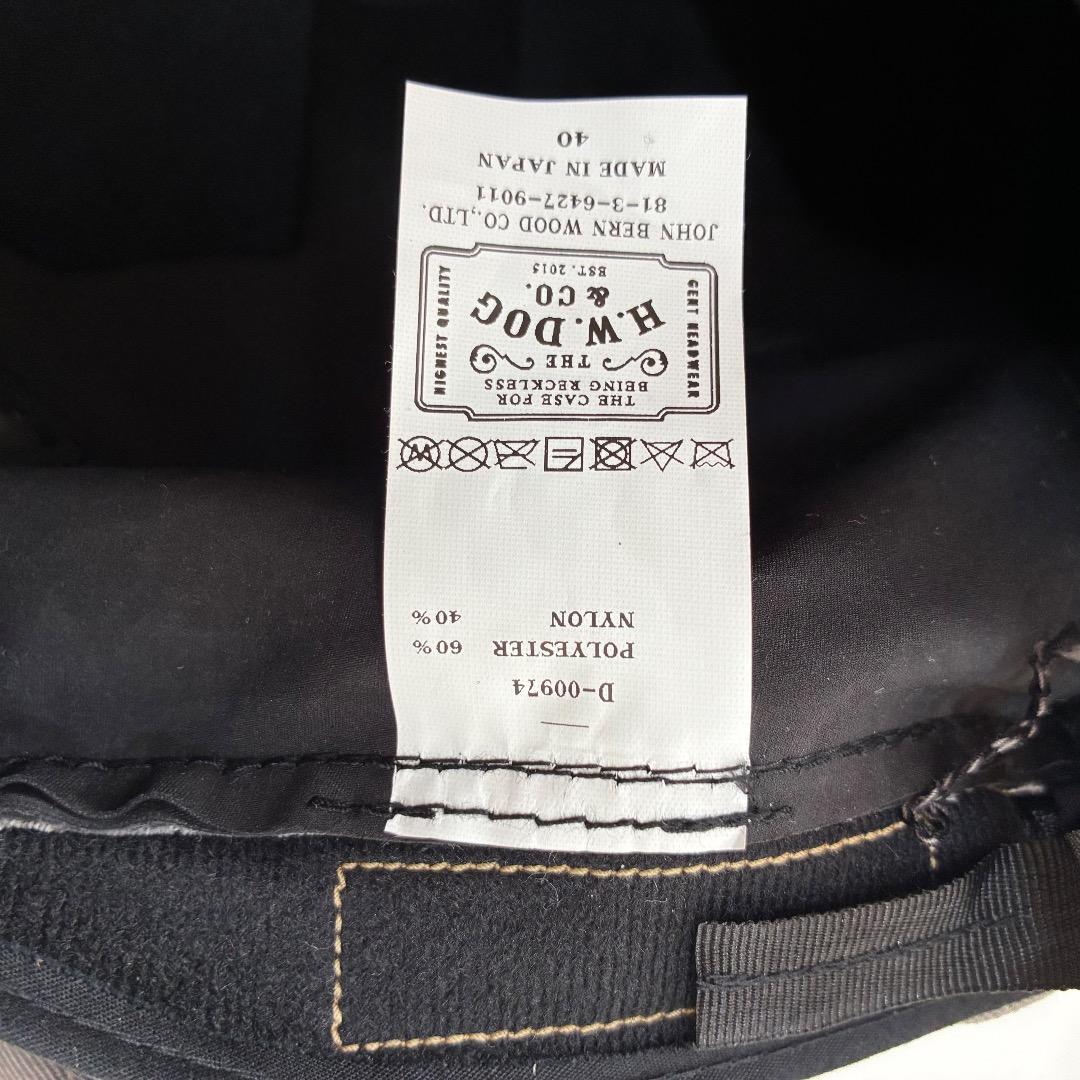 D-00974
POLYESTER 60%
NYLON 40%
THE CASE FOR
BEING RECKLESS
THE
H.W.DOG
& CO.
EST. 2015
GENT HEADWEAR
HIGHEST QUALITY
JOHN BERN WOOD CO.,LTD.
81-3-6427-9011
MADE IN JAPAN
40